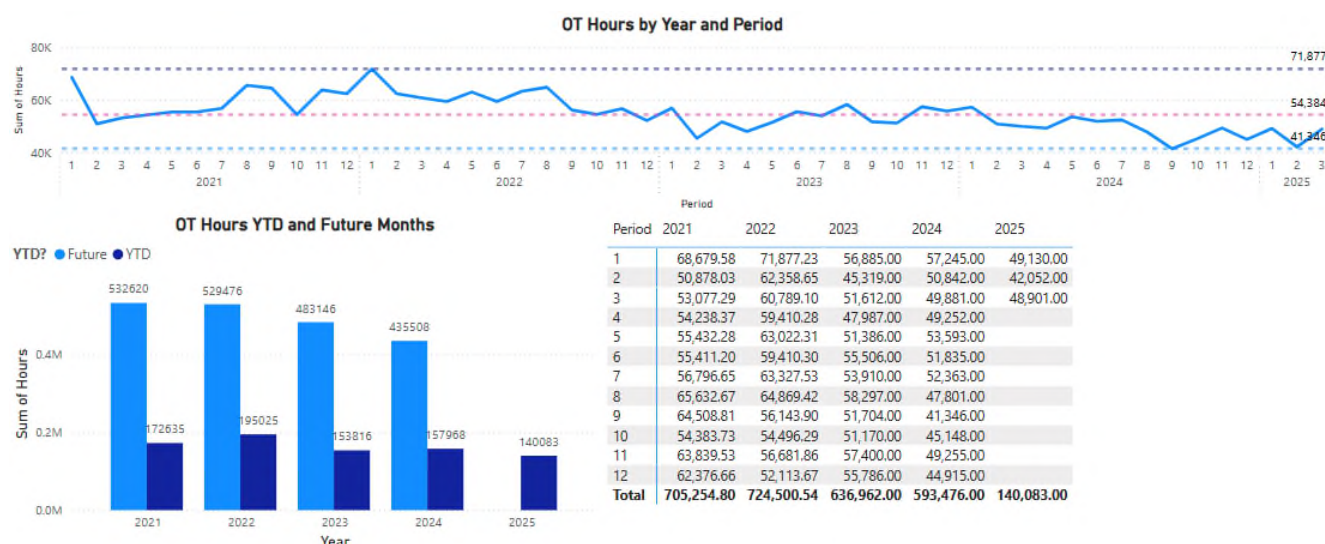 OT Hours by Year and Period
Sum of Hours
80K
60K
40K
71,877
54,384
41,346
1 2 3 4 5 6 7 8 9 10 11 12 1 2 3 4 5 6 7 8 9 10 11 12 1 2 3 4 5 6 7 8 9 10 11 12 1 2 3 4 5 6 7 8 9 10 11 12 1 2 3
2021 2022 2023 2024 2025
Period
OT Hours YTD and Future Months
YTD? Future YTD
Sum of Hours
0.4M
0.2M
0.0M
532620 529476 483146 435508
172635 195025 153816 157968 140083
2021 2022 2023 2024 2025
Year
Period 2021 2022 2023 2024 2025
1 68,679.58 71,877.23 56,885.00 57,245.00 49,130.00
2 50,878.03 62,358.65 45,319.00 50,842.00 42,052.00
3 53,077.29 60,789.10 51,612.00 49,881.00 48,901.00
4 54,238.37 59,410.28 47,987.00 49,252.00
5 55,432.28 63,022.31 51,386.00 53,593.00
6 55,411.20 59,410.30 55,506.00 51,835.00
7 56,796.65 63,327.53 53,910.00 52,363.00
8 65,632.67 64,869.42 58,297.00 47,801.00
9 64,508.81 56,143.90 51,704.00 41,346.00
10 54,383.73 54,496.29 51,170.00 45,148.00
11 63,839.53 56,681.86 57,400.00 49,255.00
12 62,376.66 52,113.67 55,786.00 44,915.00
Total 705,254.80 724,500.54 636,962.00 593,476.00 140,083.00